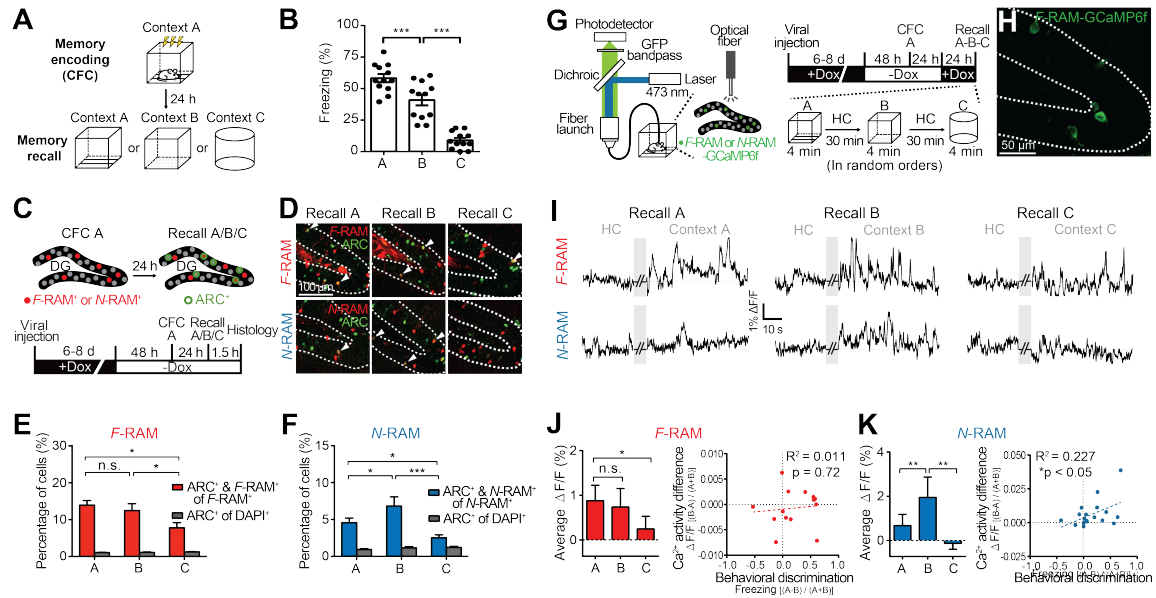 A
Memory
encoding
(CFC)
Context A
24 h
Context A
Context B
Context C
Memory
recall
or
or
B
Freezing (%)
100
75
50
25
0
***
***
A
B
C
C
CFC A
Recall A/B/C
DG
24 h
DG
F-RAM⁺ or N-RAM⁺
ARC⁺
Viral
injection
CFC
A
Recall
A/B/C
Histology
6-8 d
48 h
24 h
1.5 h
+Dox
-Dox
D
Recall A
Recall B
Recall C
F-RAM
F-RAM
ARC
100 µm
N-RAM
N-RAM
ARC
E
F-RAM
Percentage of cells (%)
30
20
10
0
*
n.s.
*
ARC⁺ & F-RAM⁺
of F-RAM⁺
ARC⁺ of DAPI⁺
A
B
C
F
N-RAM
Percentage of cells (%)
15
10
5
0
*
*
***
ARC⁺ & N-RAM⁺
of N-RAM⁺
ARC⁺ of DAPI⁺
A
B
C
G
Photodetector
GFP
bandpass
Dichroic
Laser
473 nm
Fiber
launch
Optical
fiber
F-RAM or N-RAM
-GCaMP6f
Viral
injection
CFC
A
Recall
A-B-C
6-8 d
48 h
24 h
24 h
+Dox
-Dox
+Dox
A
HC
B
HC
C
30 min
30 min
4 min
4 min
4 min
(In random orders)
H
F-RAM-GCaMP6f
50 µm
I
Recall A
Recall B
Recall C
HC
Context A
HC
Context B
HC
Context C
F-RAM
1% ΔF/F
10 s
N-RAM
J
F-RAM
Average Δ F/F (%)
2
1
0
*
n.s.
A
B
C
Ca²⁺ activity difference
Δ F/F [(B-A) / (A+B)]
0.010
0.005
0.000
-0.005
-0.010
R² = 0.011
p = 0.72
-1.0
-0.5
0.0
0.5
1.0
Behavioral discrimination
Freezing [(A-B) / (A+B)]
K
N-RAM
Average Δ F/F (%)
4
2
0
**
**
A
B
C
Ca²⁺ activity difference
Δ F/F [(B-A) / (A+B)]
0.050
0.025
0.000
-0.025
R² = 0.227
*p < 0.05
-1.0
-0.5
0.0
0.5
1.0
Behavioral discrimination
Freezing [(A-B) / (A+B)]